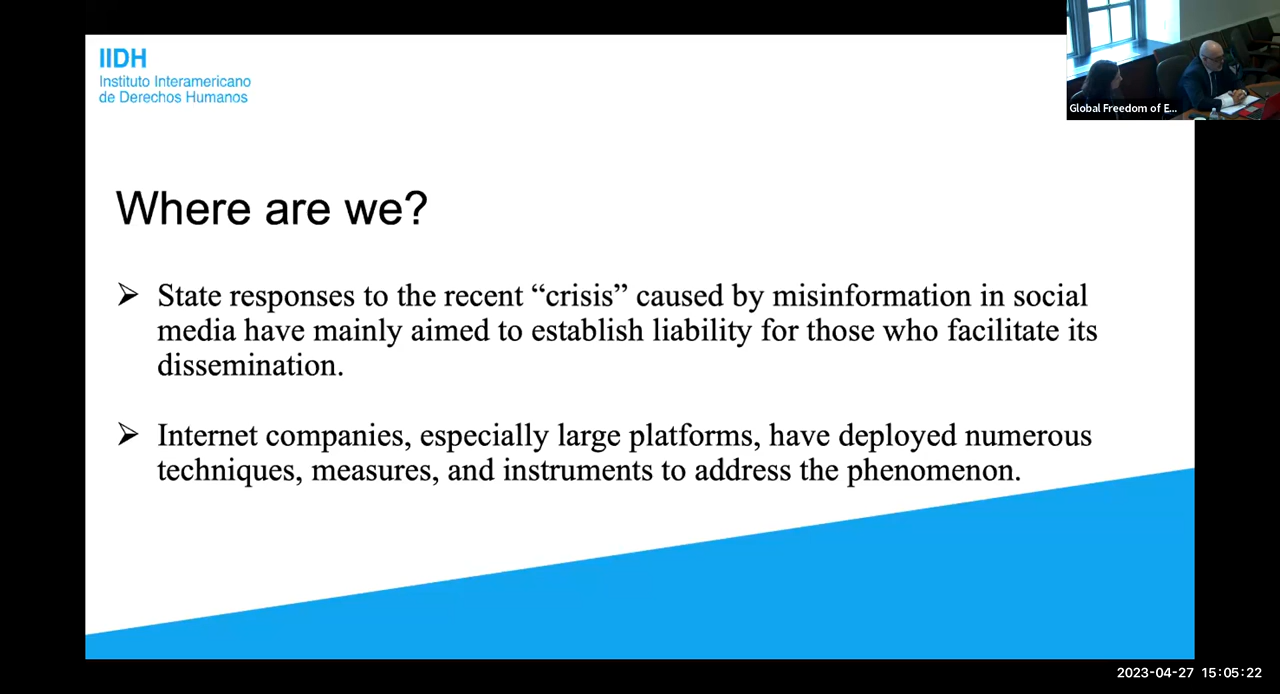 IIDH
Instituto Interamericano
de Derechos Humanos
Global Freedom of E...
Where are we?
➢ State responses to the recent “crisis” caused by misinformation in social
media have mainly aimed to establish liability for those who facilitate its
dissemination.
➢ Internet companies, especially large platforms, have deployed numerous
techniques, measures, and instruments to address the phenomenon.
2023-04-27 15:05:22